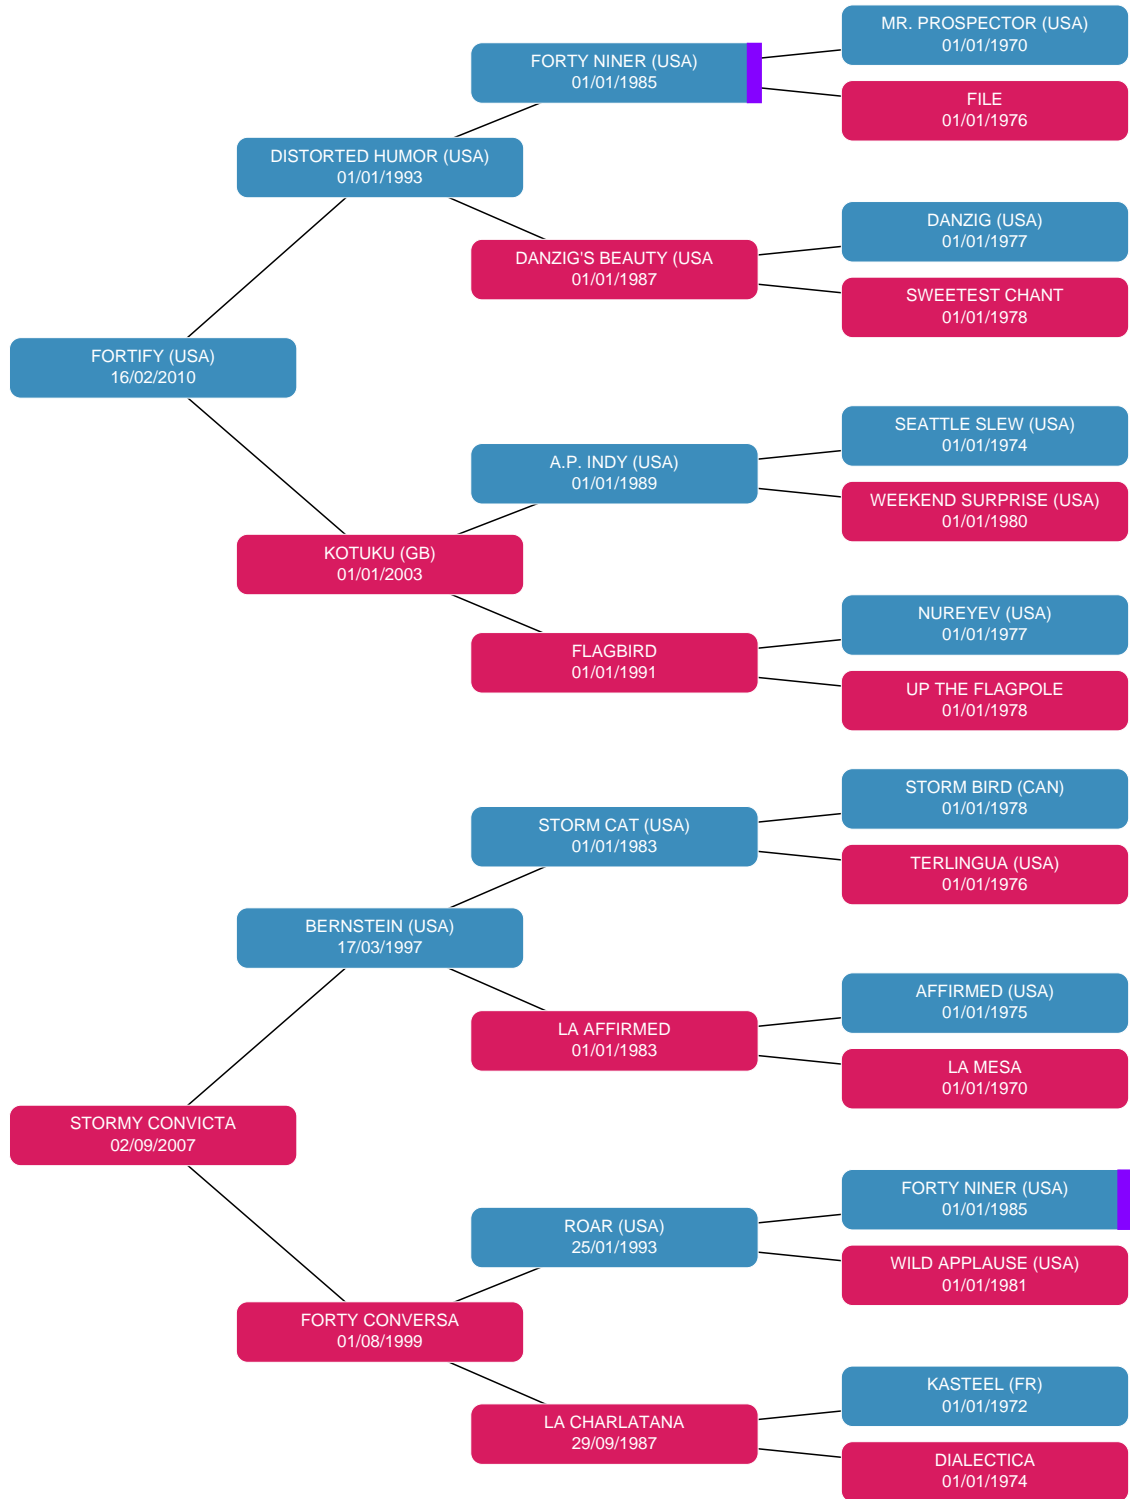 MR. PROSPECTOR (USA)
01/01/1970
FORTY NINER (USA)
01/01/1985
FILE
01/01/1976
DISTORTED HUMOR (USA)
01/01/1993
DANZIG (USA)
01/01/1977
DANZIG'S BEAUTY (USA
01/01/1987
SWEETEST CHANT
01/01/1978
FORTIFY (USA)
16/02/2010
SEATTLE SLEW (USA)
01/01/1974
A.P. INDY (USA)
01/01/1989
WEEKEND SURPRISE (USA)
01/01/1980
KOTUKU (GB)
01/01/2003
NUREYEV (USA)
01/01/1977
FLAGBIRD
01/01/1991
UP THE FLAGPOLE
01/01/1978
STORM BIRD (CAN)
01/01/1978
STORM CAT (USA)
01/01/1983
TERLINGUA (USA)
01/01/1976
BERNSTEIN (USA)
17/03/1997
AFFIRMED (USA)
01/01/1975
LA AFFIRMED
01/01/1983
LA MESA
01/01/1970
STORMY CONVICTA
02/09/2007
FORTY NINER (USA)
01/01/1985
ROAR (USA)
25/01/1993
WILD APPLAUSE (USA)
01/01/1981
FORTY CONVERSA
01/08/1999
KASTEEL (FR)
01/01/1972
LA CHARLATANA
29/09/1987
DIALECTICA
01/01/1974